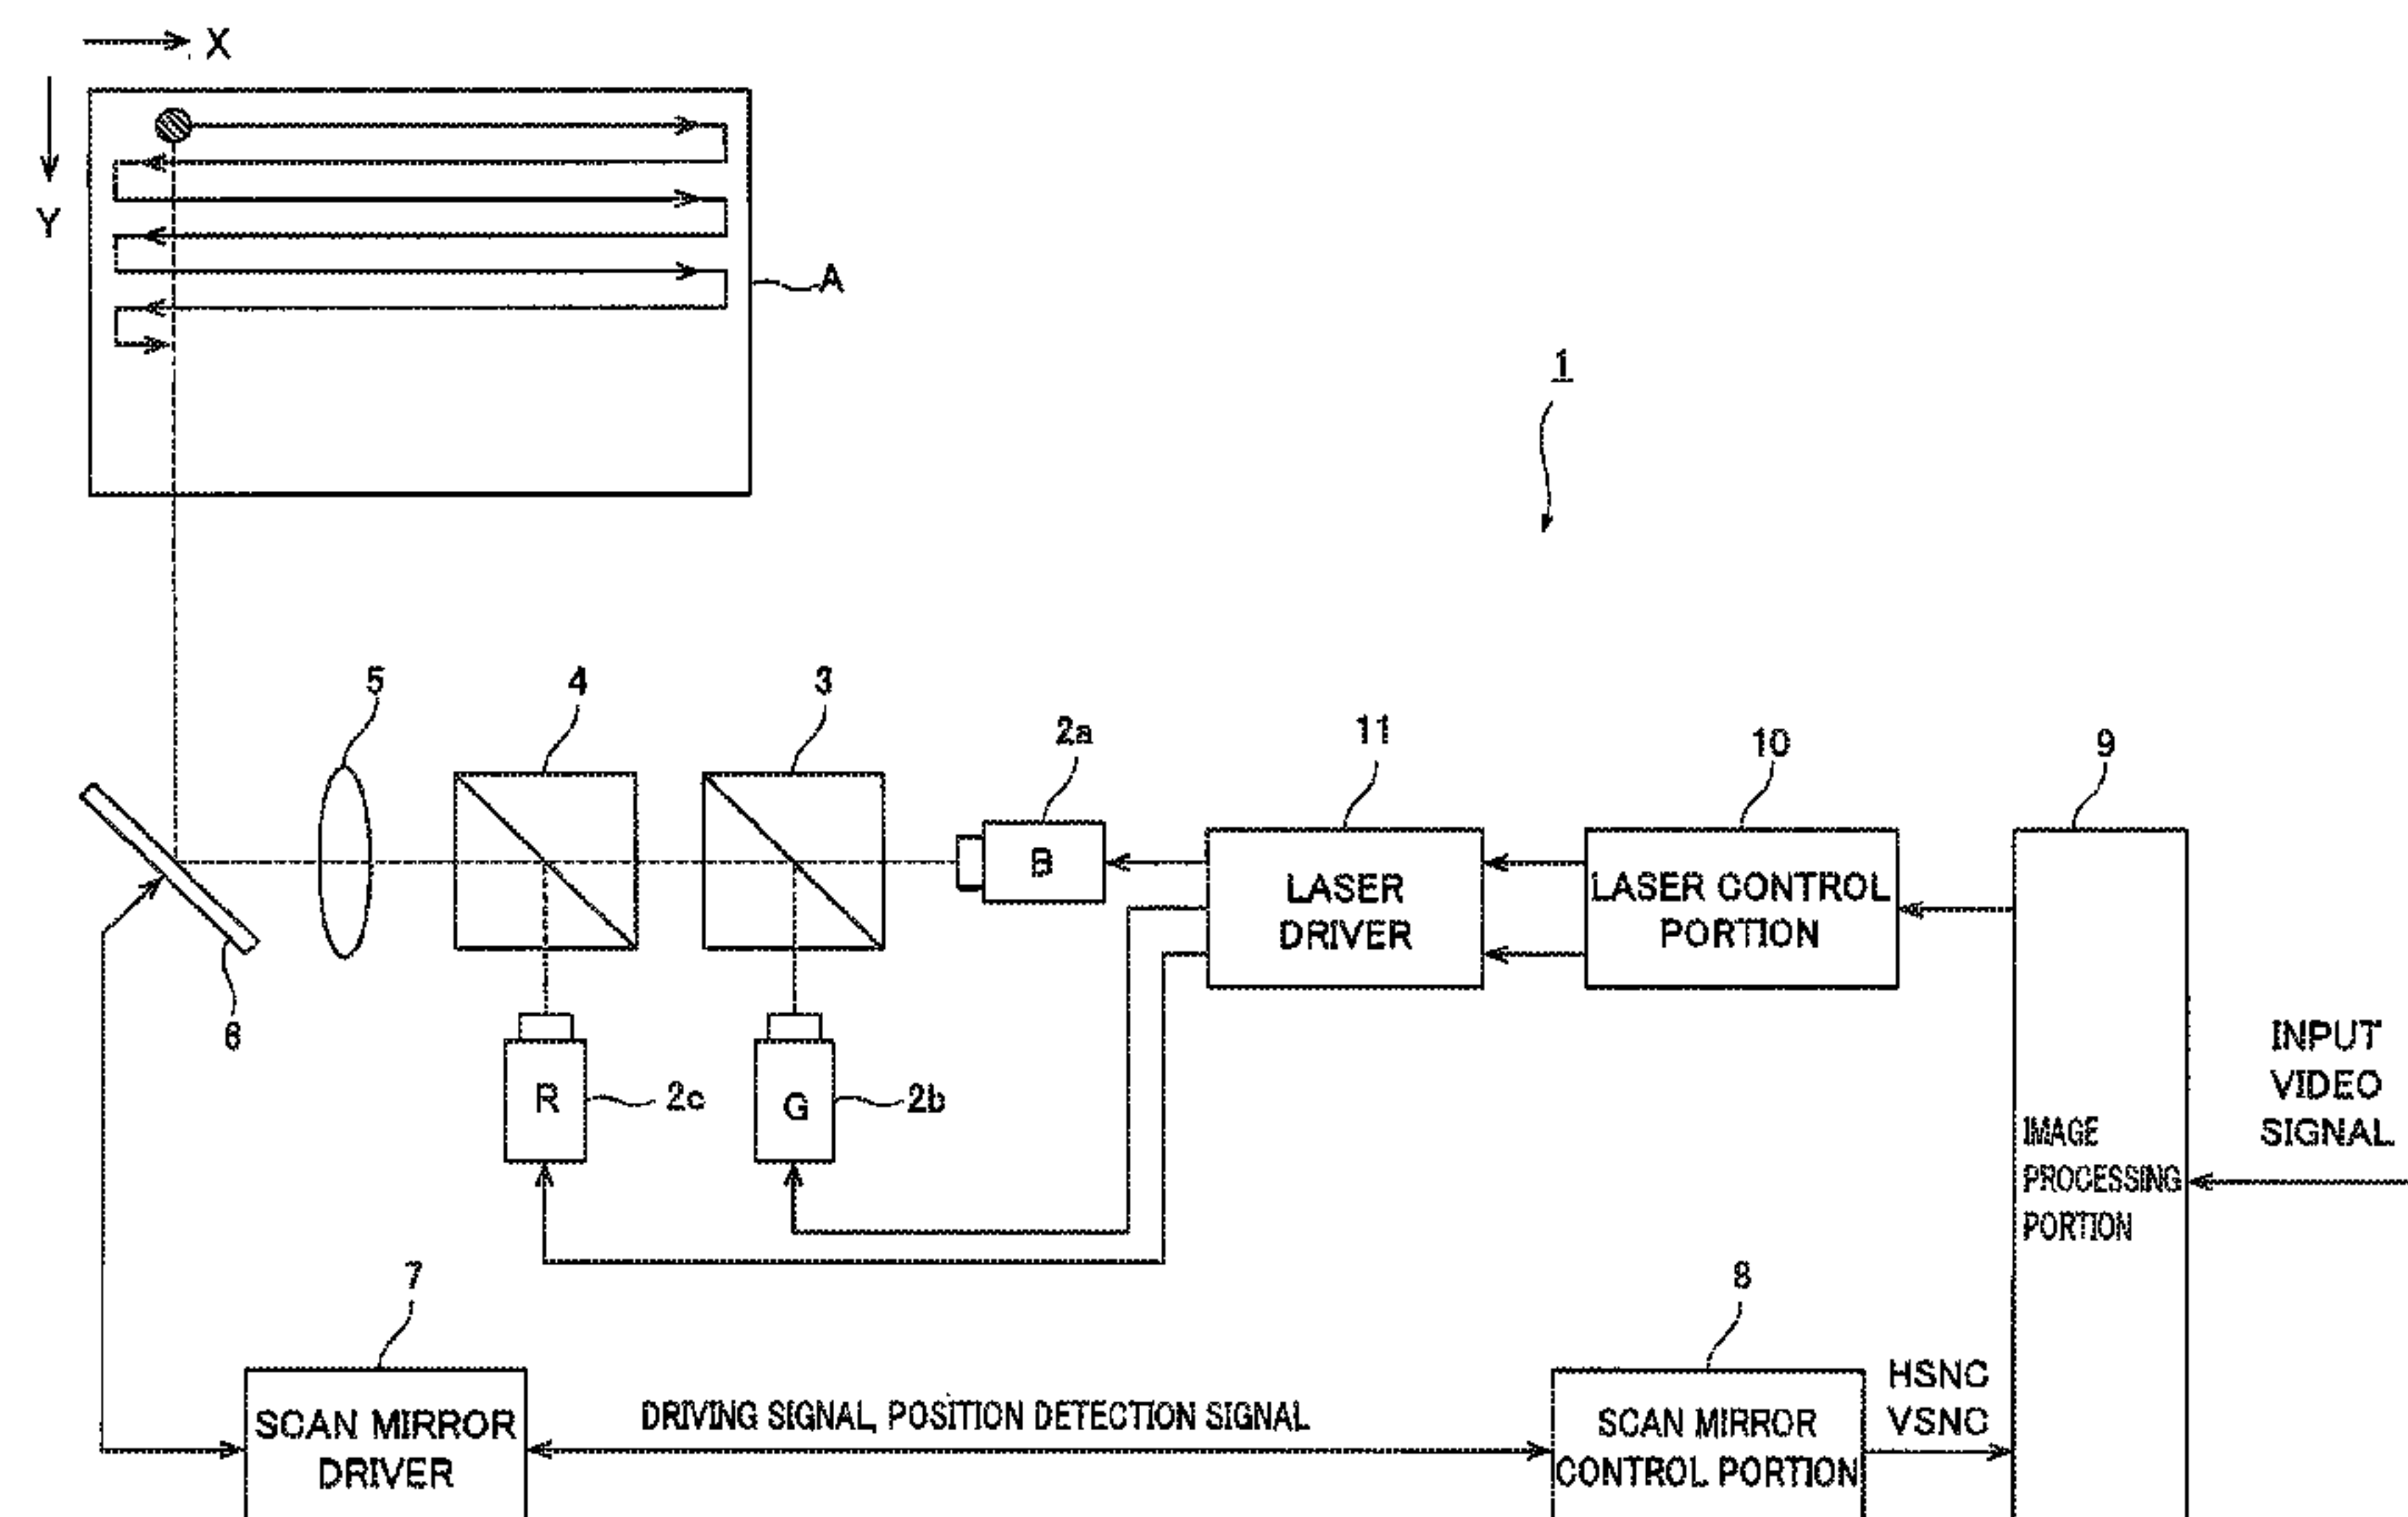 X
Y
A
1
5
4
3
2a
11
10
9
B
LASER
DRIVER
LASER CONTROL
PORTION
6
R
2c
G
2b
INPUT
VIDEO
SIGNAL
IMAGE
PROCESSING
PORTION
7
8
SCAN MIRROR
DRIVER
DRIVING SIGNAL, POSITION DETECTION SIGNAL
SCAN MIRROR
CONTROL PORTION
HSNC
VSNC